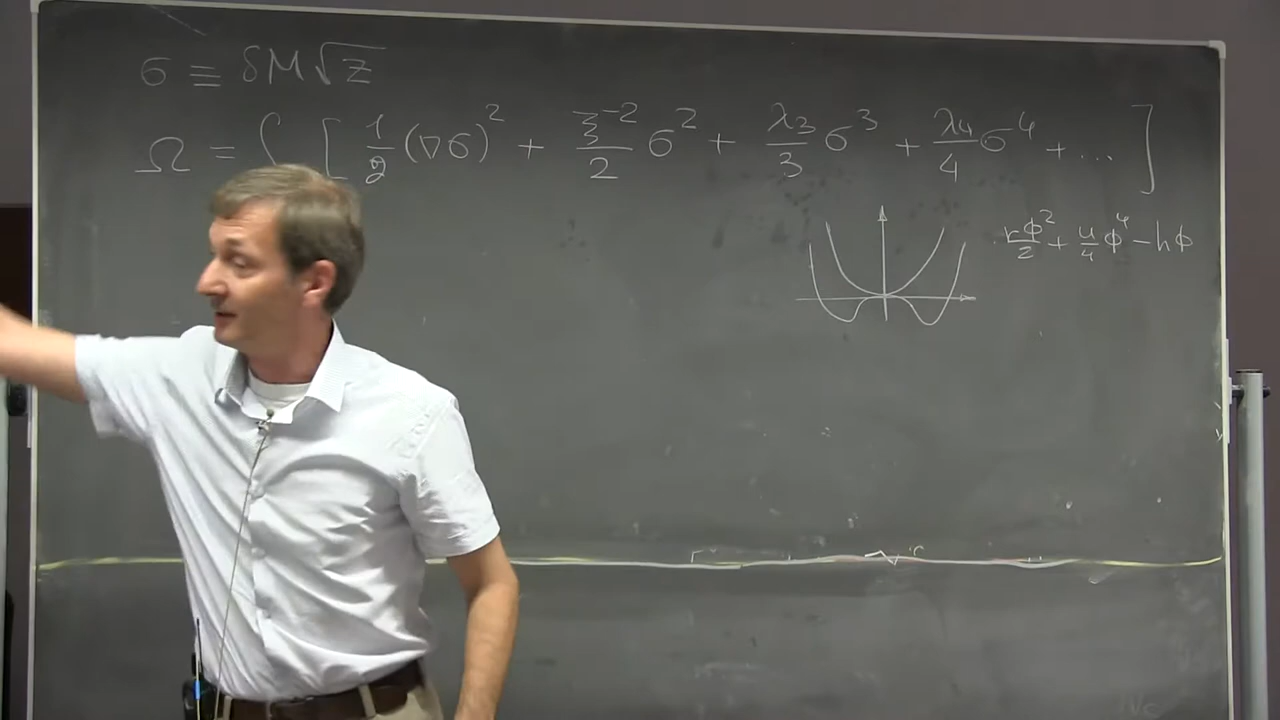 σ ≡ δM√Z
Ω = ∫ [ 1/2 (∇σ)² + ξ⁻²/2 σ² + λ₃/3 σ³ + λ₄/4 σ⁴ + ... ]
rϕ²/2 + u/4 ϕ⁴ - hϕ